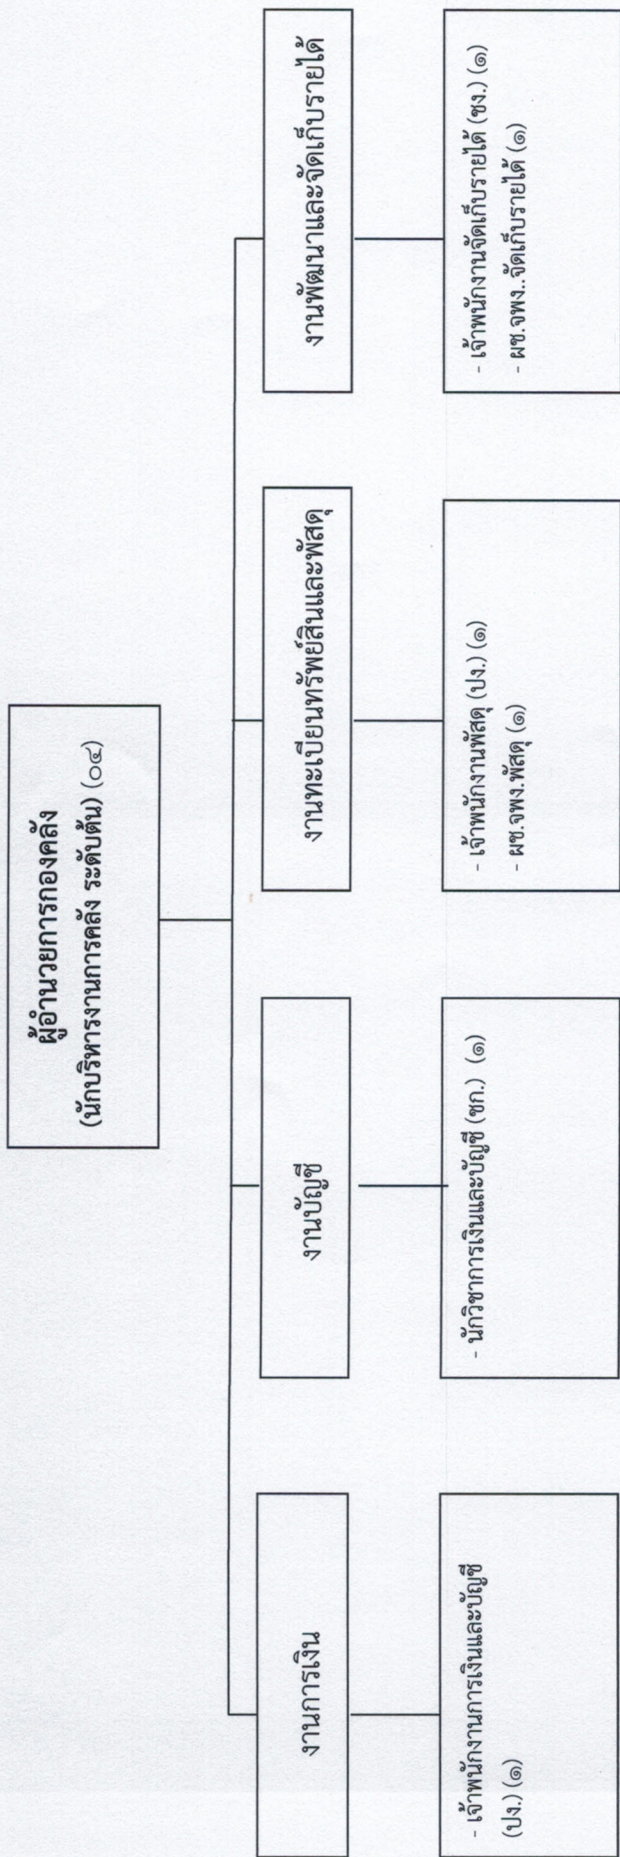 ผู้อำนวยการกองคลัง
(นักบริหารงานการคลัง ระดับต้น) (๐๔)
งานการเงิน
งานบัญชี
งานทะเบียนทรัพย์สินและพัสดุ
งานพัฒนาและจัดเก็บรายได้
- เจ้าพนักงานการเงินและบัญชี
(ปง.) (๑)
- นักวิชาการเงินและบัญชี (ชก.) (๑)
- เจ้าพนักงานพัสดุ (ปง.) (๑)
- ผช.จพง.พัสดุ (๑)
- เจ้าพนักงานจัดเก็บรายได้ (ชง.) (๑)
- ผช.จพง..จัดเก็บรายได้ (๑)